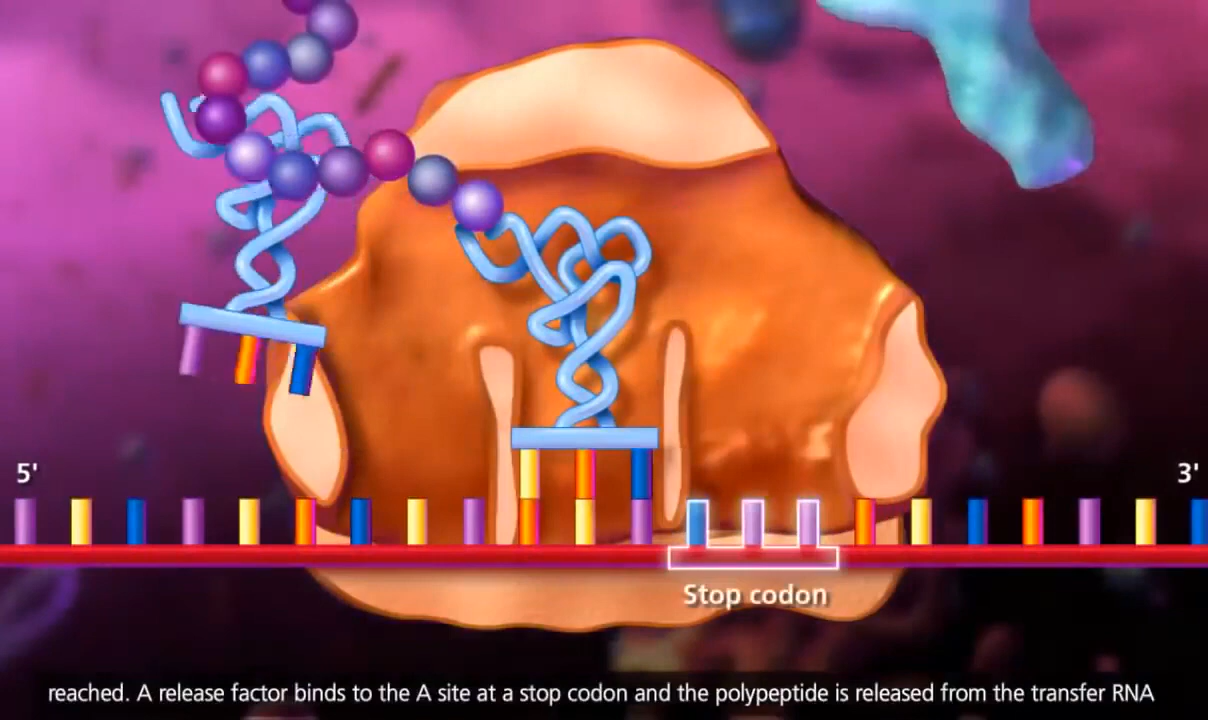 5'
3'
Stop codon
reached. A release factor binds to the A site at a stop codon and the polypeptide is released from the transfer RNA